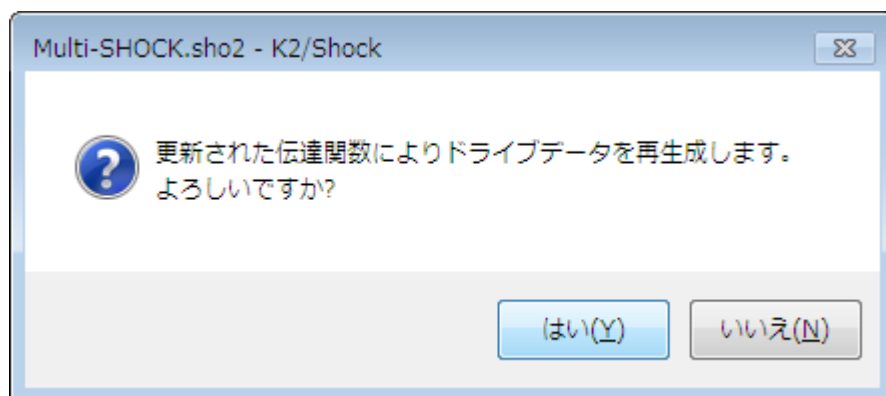 Multi-SHOCK.sho2 - K2/Shock
更新された伝達関数によりドライブデータを再生成します。
よろしいですか?
はい(Y)
いいえ(N)